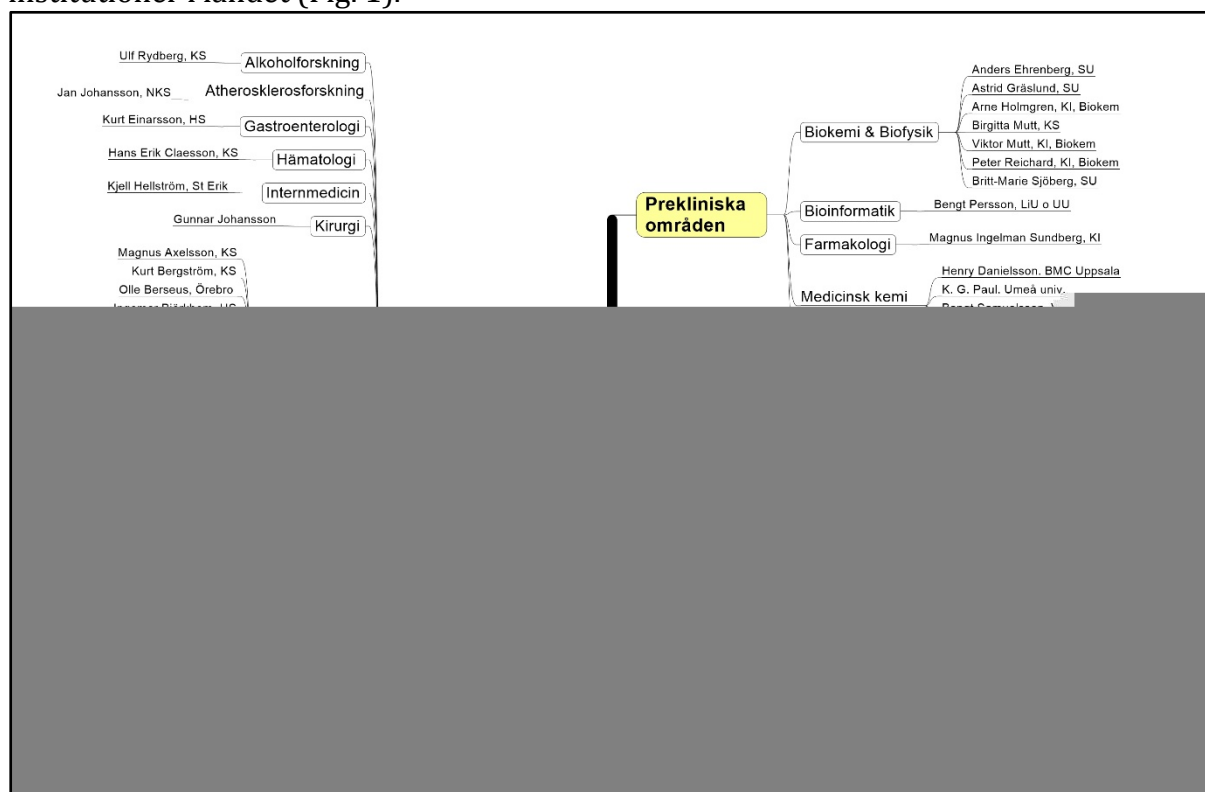 (Fig. 1).
Ulf Rydberg, KS
Alkoholforskning
Jan Johansson, NKS
Atherosklerosforskning
Kurt Einarsson, HS
Gastroenterologi
Hans Erik Claesson, KS
Hämatologi
Kjell Hellström, St Erik
Internmedicin
Gunnar Johansson
Kirurgi
Magnus Axelsson, KS
Kurt Bergström, KS
Olle Berseus, Örebro
Prekliniska
områden
Biokemi & Biofysik
Anders Ehrenberg, SU
Astrid Gräslund, SU
Arne Holmgren, KI, Biokem
Birgitta Mutt, KS
Viktor Mutt, KI, Biokem
Peter Reichard, KI, Biokem
Britt-Marie Sjöberg, SU
Bioinformatik
Bengt Persson, LiU o UU
Farmakologi
Magnus Ingelman Sundberg, KI
Medicinsk kemi
Henry Danielsson. BMC Uppsala
K. G. Paul. Umeå univ.